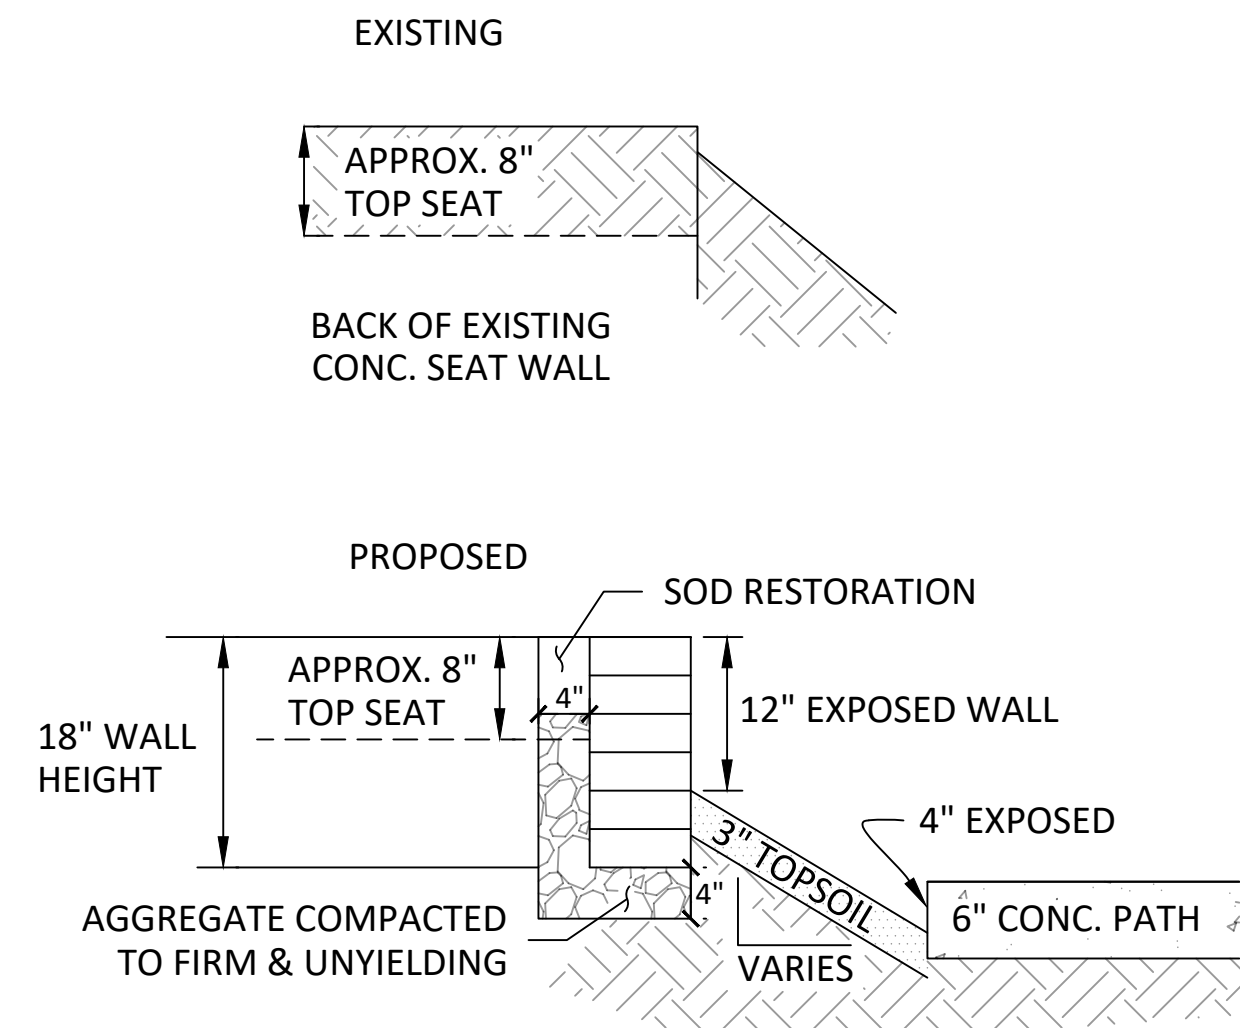 EXISTING
APPROX. 8"
TOP SEAT
BACK OF EXISTING
CONC. SEAT WALL
PROPOSED
SOD RESTORATION
APPROX. 8"
TOP SEAT
4"
12" EXPOSED WALL
18" WALL
HEIGHT
4" EXPOSED
3" TOPSOIL
4"
6" CONC. PATH
AGGREGATE COMPACTED
TO FIRM & UNYIELDING
VARIES